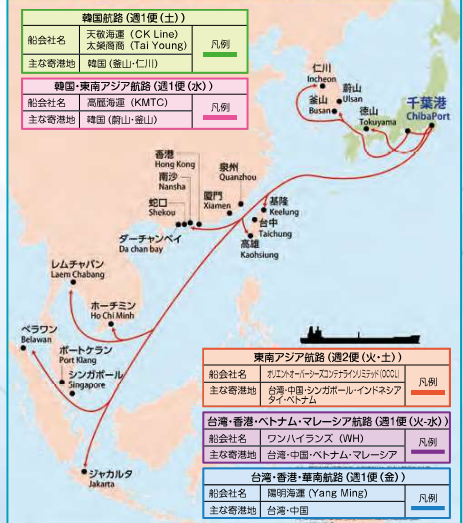 韓国航路（週1便（土））
船会社名
天敬海運（CK Line）
太榮商商（Tai Young）
凡例
主な寄港地
韓国（釜山・仁川）
韓国・東南アジア航路（週1便（水））
船会社名
高麗海運（KMTC）
凡例
主な寄港地
韓国（蔚山・釜山）
仁川
Incheon
蔚山
Ulsan
釜山
Busan
徳山
Tokuyama
千葉港
ChibaPort
香港
Hong Kong
泉州
Quanzhou
南沙
Nansha
廈門
Xiamen
蛇口
Shekou
基隆
Keelung
台中
Taichung
ダーチャンベイ
Da chan bay
高雄
Kaohsiung
レムチャバン
Laem Chabang
ホーチミン
Ho Chi Minh
ベラワン
Belawan
ポートケラン
Port Klang
シンガポール
Singapore
ジャカルタ
Jakarta
東南アジア航路（週2便（火・土））
船会社名
オリエントオーバーシーズコンテナラインリミテッド（OOCL）
凡例
主な寄港地
台湾・中国・シンガポール・インドネシア
タイ・ベトナム
台湾・香港・ベトナム・マレーシア航路（週1便（火-水））
船会社名
ワンハイランズ（WH）
凡例
主な寄港地
台湾・中国・ベトナム・マレーシア
台湾・香港・華南航路（週1便（金））
船会社名
陽明海運（Yang Ming）
凡例
主な寄港地
台湾・中国